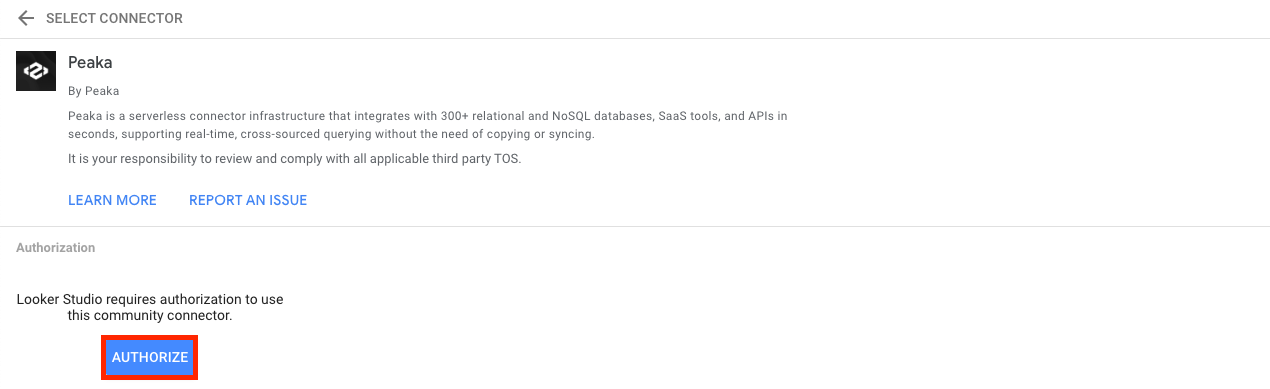 SELECT CONNECTOR
Peaka
By Peaka
Peaka is a serverless connector infrastructure that integrates with 300+ relational and NoSQL databases, SaaS tools, and APIs in
seconds, supporting real-time, cross-sourced querying without the need of copying or syncing.
It is your responsibility to review and comply with all applicable third party TOS.
LEARN MORE REPORT AN ISSUE
Authorization
Looker Studio requires authorization to use
this community connector.
AUTHORIZE